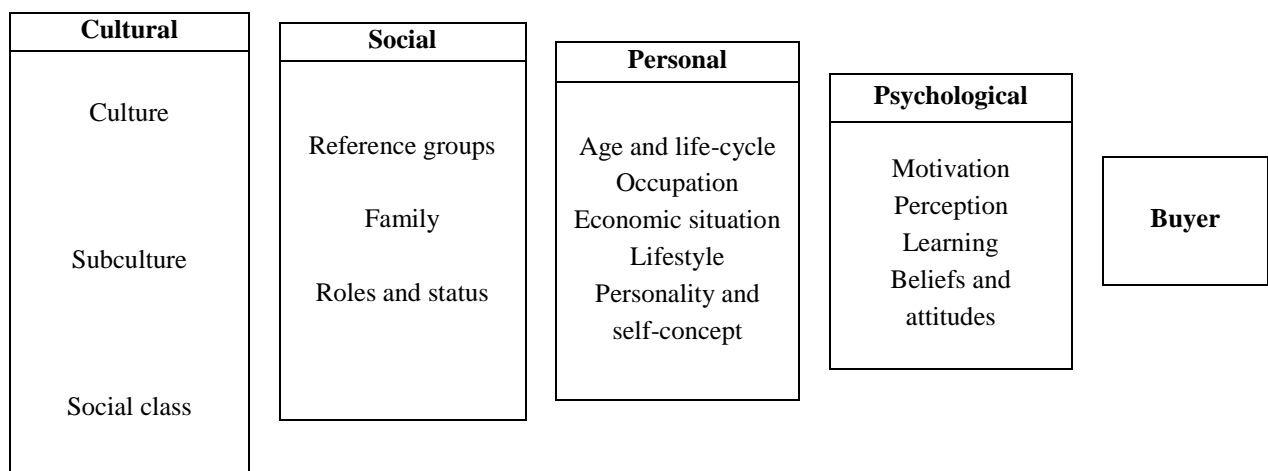 Cultural
Culture
Subculture
Social class
Social
Reference groups
Family
Roles and status
Personal
Age and life-cycle
Occupation
Economic situation
Lifestyle
Personality and
self-concept
Psychological
Motivation
Perception
Learning
Beliefs and
attitudes
Buyer